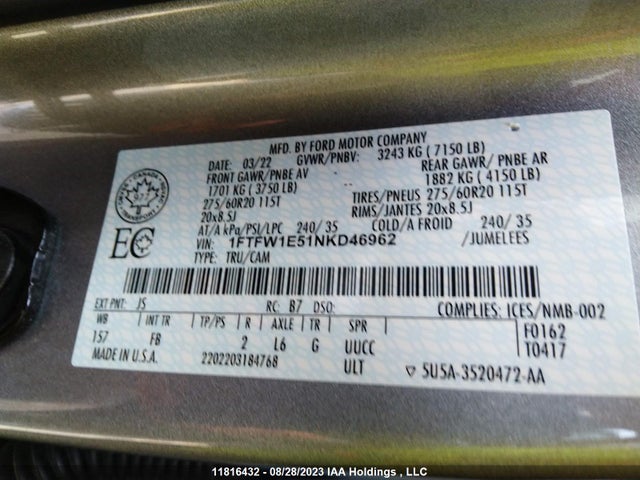 MFD. BY FORD MOTOR COMPANY
DATE: 03/22 GVWR/PNBV: 3243 KG ( 7150 LB)
FRONT GAWR/PNBE AV REAR GAWR/ PNBE AR
1701 KG ( 3750 LB) 1882 KG ( 4150 LB)
275/60R20 115T TIRES/PNEUS 275/60R20 115T
20x8.5J RIMS/JANTES 20x8.5J
AT/A kPa/PSI/LPC 240/ 35 COLD/A FROID 240/ 35
VIN: 1FTFW1E51NKD46962 /JUMELEES
TYPE: TRU/CAM
EC
EXT PNT: JS RC: B7 DSO: COMPLIES: ICES/NMB-002
WB INT TR TP/PS R AXLE TR SPR F0162
157 FB 2 L6 G UUCC T0417
MADE IN U.S.A. 2202203184768 ULT ▽ 5U5A-3520472-AA
11816432 - 08/28/2023 IAA Holdings , LLC